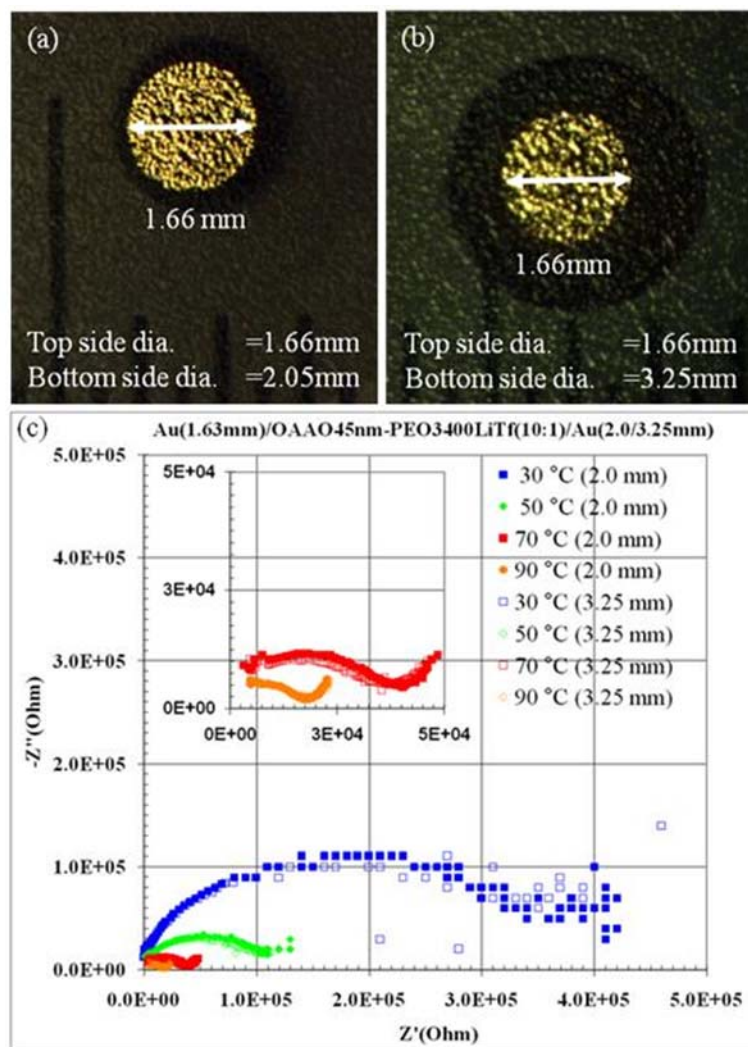 (a)
1.66 mm
Top side dia. =1.66mm
Bottom side dia. =2.05mm
(b)
1.66mm
Top side dia. =1.66mm
Bottom side dia. =3.25mm
(c)
Au(1.63mm)/OAAO45nm-PEO3400LiTf(10:1)/Au(2.0/3.25mm)
5.0E+05
4.0E+05
3.0E+05
2.0E+05
1.0E+05
0.0E+00
-Z"(Ohm)
5E+04
3E+04
0E+00
0E+00 3E+04 5E+04
30 °C (2.0 mm)
50 °C (2.0 mm)
70 °C (2.0 mm)
90 °C (2.0 mm)
30 °C (3.25 mm)
50 °C (3.25 mm)
70 °C (3.25 mm)
90 °C (3.25 mm)
0.0E+00 1.0E+05 2.0E+05 3.0E+05 4.0E+05 5.0E+05
Z'(Ohm)